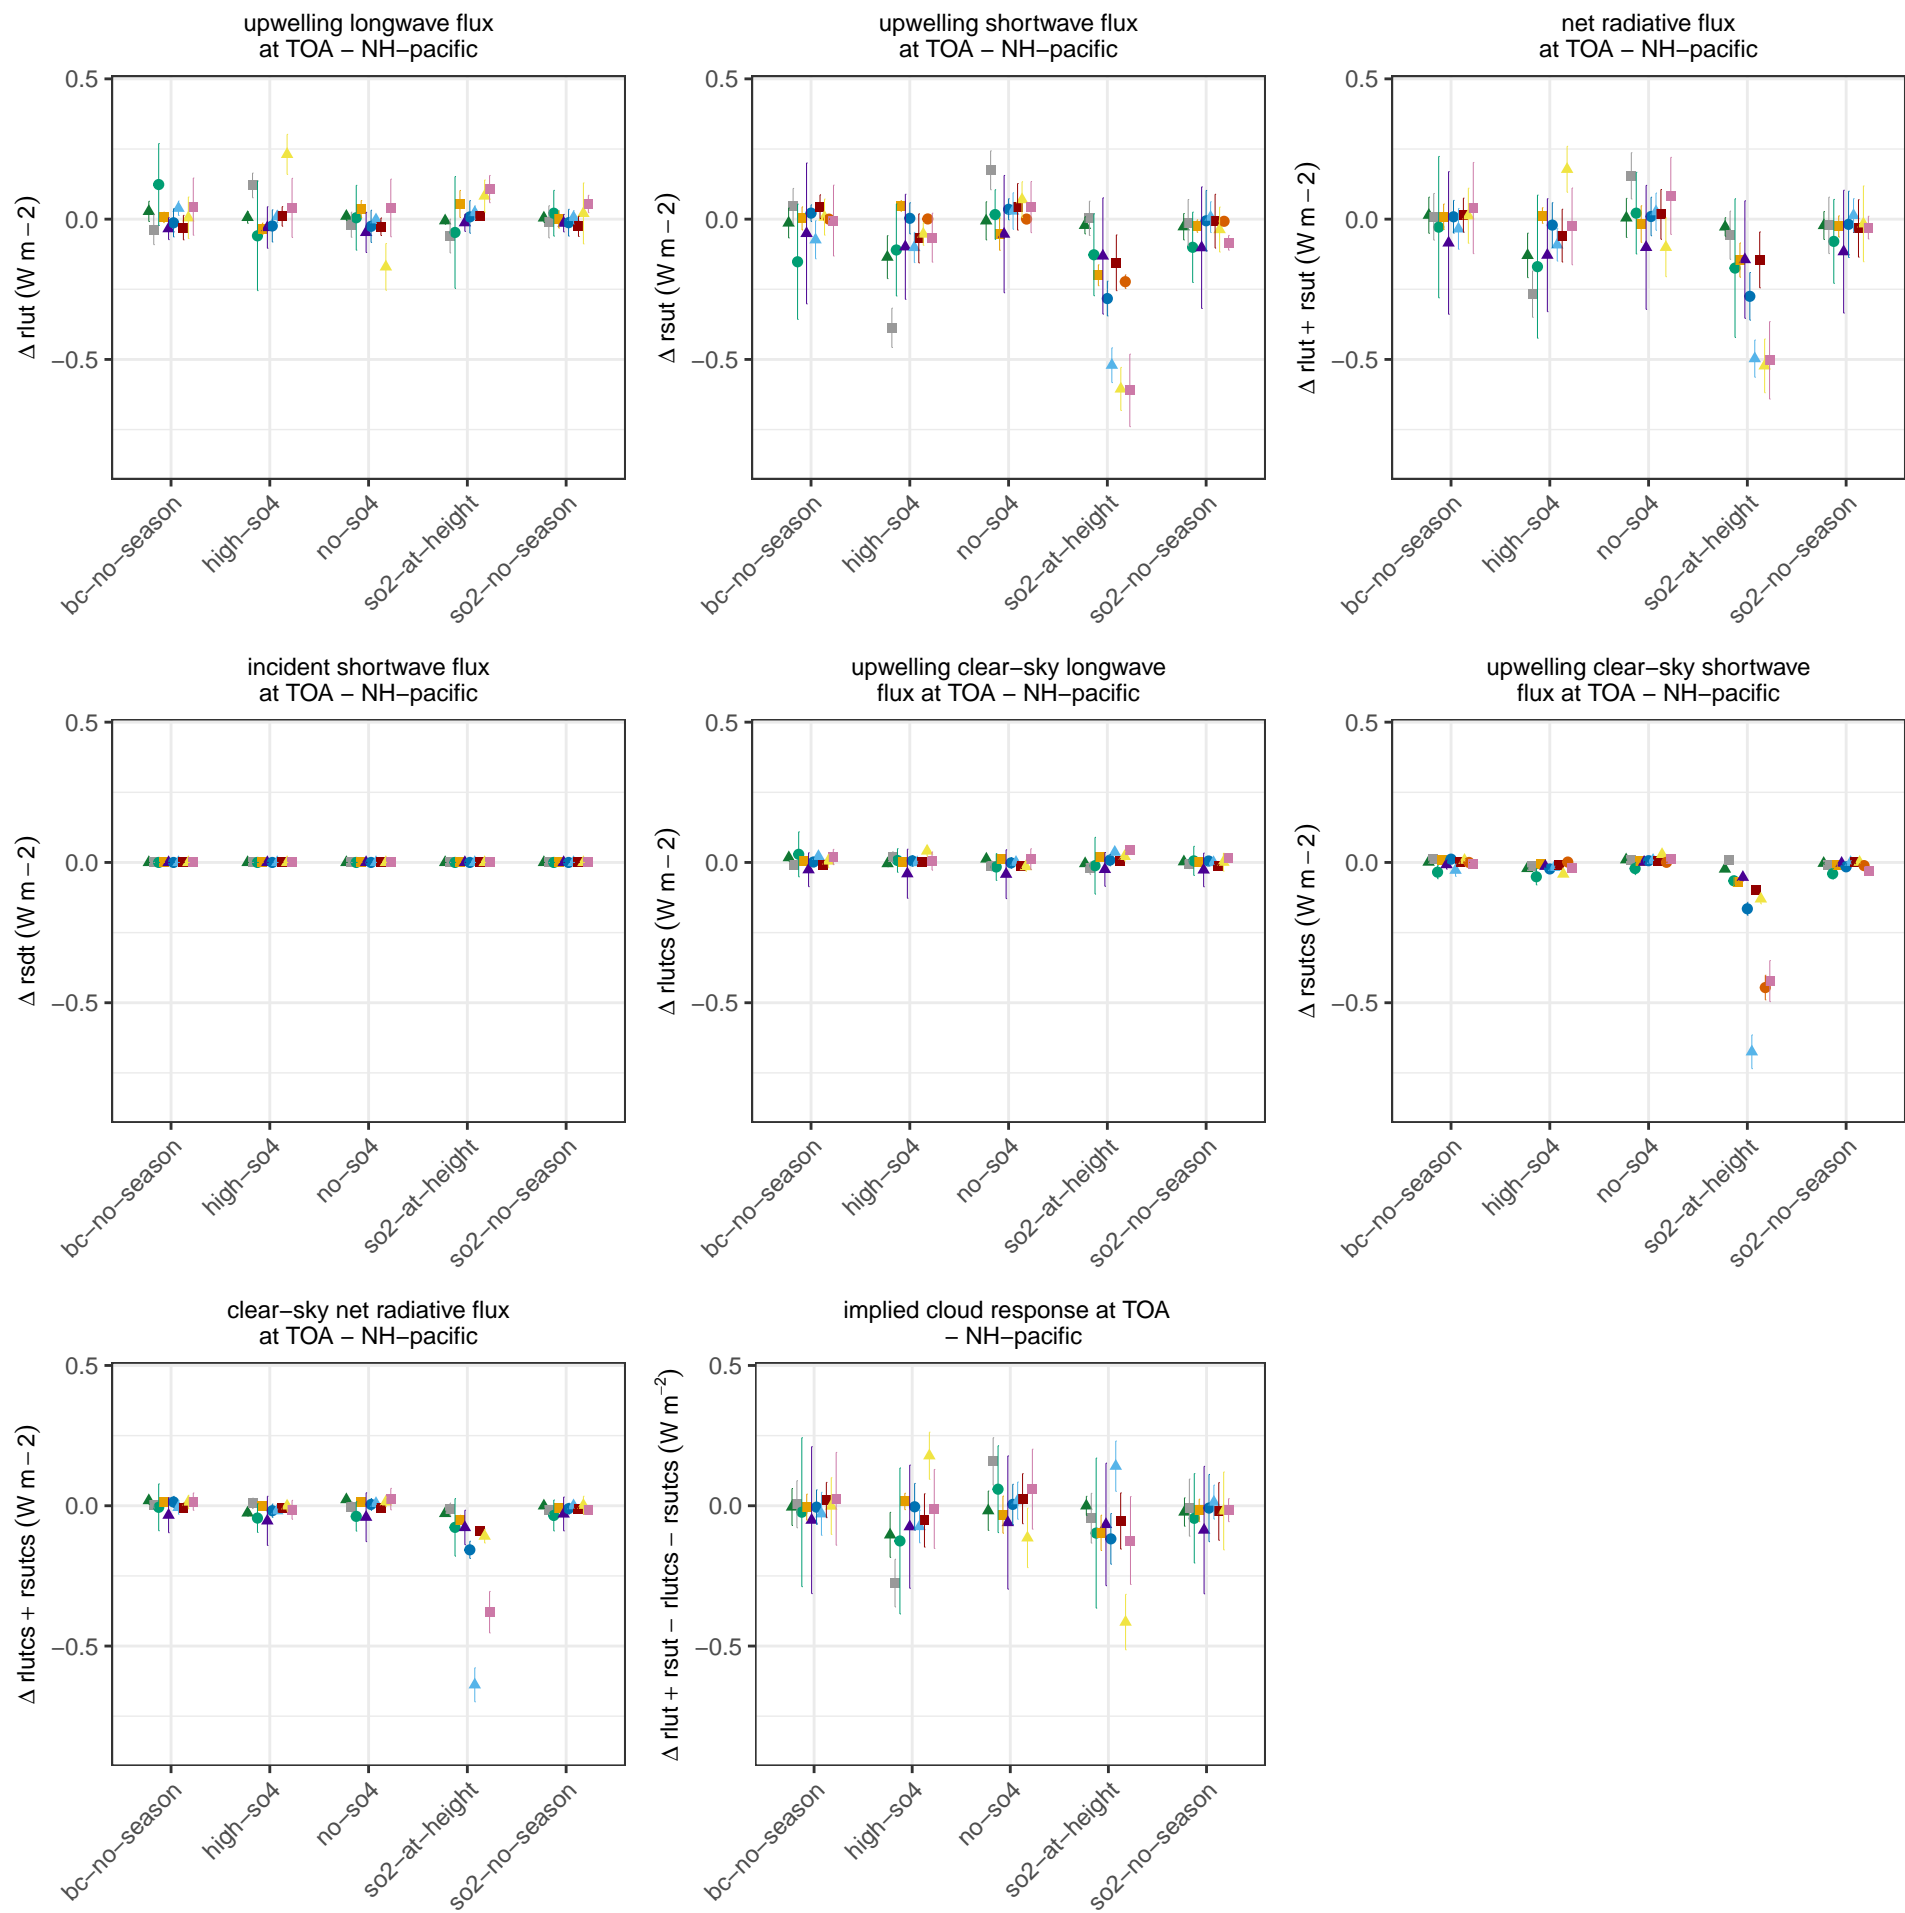 upwelling longwave flux
at TOA − NH−pacific
0.5
0.0
−0.5
Δ rlut (W m−2)
bc−no−season
high−so4
no−so4
so2−at−height
so2−no−season
upwelling shortwave flux
at TOA − NH−pacific
0.5
0.0
−0.5
Δ rsut (W m−2)
bc−no−season
high−so4
no−so4
so2−at−height
so2−no−season
net radiative flux
at TOA − NH−pacific
0.5
0.0
−0.5
Δ rlut + rsut (W m−2)
bc−no−season
high−so4
no−so4
so2−at−height
so2−no−season
incident shortwave flux
at TOA − NH−pacific
0.5
0.0
−0.5
Δ rsdt (W m−2)
bc−no−season
high−so4
no−so4
so2−at−height
so2−no−season
upwelling clear−sky longwave
flux at TOA − NH−pacific
0.5
0.0
−0.5
Δ rlutcs (W m−2)
bc−no−season
high−so4
no−so4
so2−at−height
so2−no−season
upwelling clear−sky shortwave
flux at TOA − NH−pacific
0.5
0.0
−0.5
Δ rsutcs (W m−2)
bc−no−season
high−so4
no−so4
so2−at−height
so2−no−season
clear−sky net radiative flux
at TOA − NH−pacific
0.5
0.0
−0.5
Δ rlutcs + rsutcs (W m−2)
bc−no−season
high−so4
no−so4
so2−at−height
so2−no−season
implied cloud response at TOA
− NH−pacific
0.5
0.0
−0.5
Δ rlut + rsut − rlutcs − rsutcs (W m⁻²)
bc−no−season
high−so4
no−so4
so2−at−height
so2−no−season